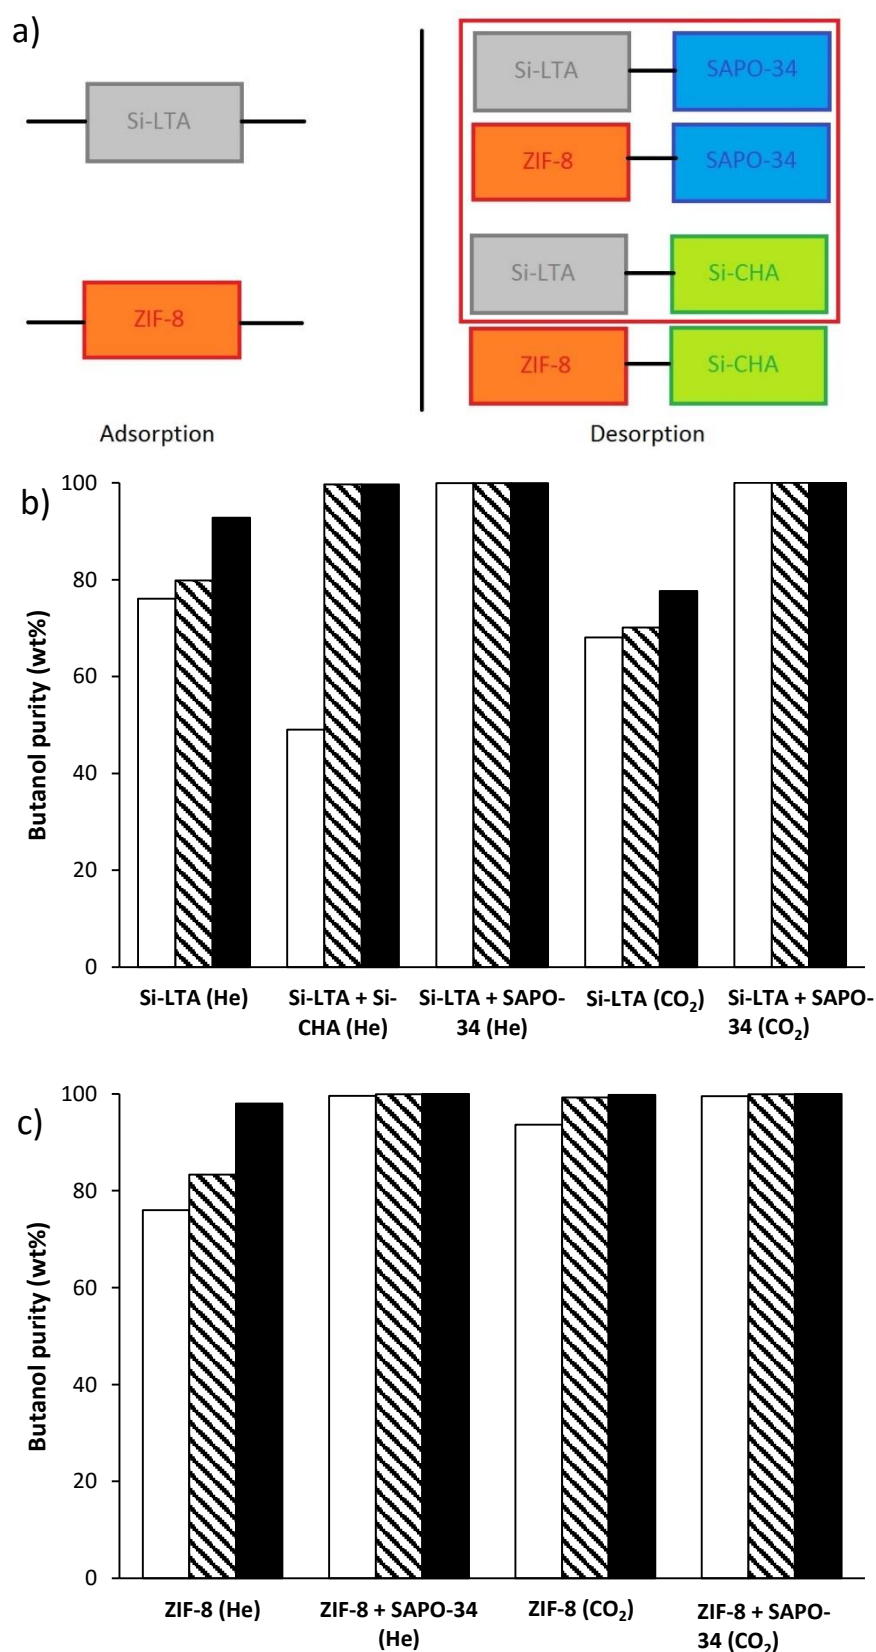 a)
Si-LTA
ZIF-8
Adsorption
Si-LTA
SAPO-34
ZIF-8
SAPO-34
Si-LTA
Si-CHA
ZIF-8
Si-CHA
Desorption
b)
Butanol purity (wt%)
100
80
60
40
20
0
Si-LTA (He)
Si-LTA + Si-
CHA (He)
Si-LTA + SAPO-
34 (He)
Si-LTA (CO₂)
Si-LTA + SAPO-
34 (CO₂)
c)
Butanol purity (wt%)
100
80
60
40
20
0
ZIF-8 (He)
ZIF-8 + SAPO-34
(He)
ZIF-8 (CO₂)
ZIF-8 + SAPO-
34 (CO₂)